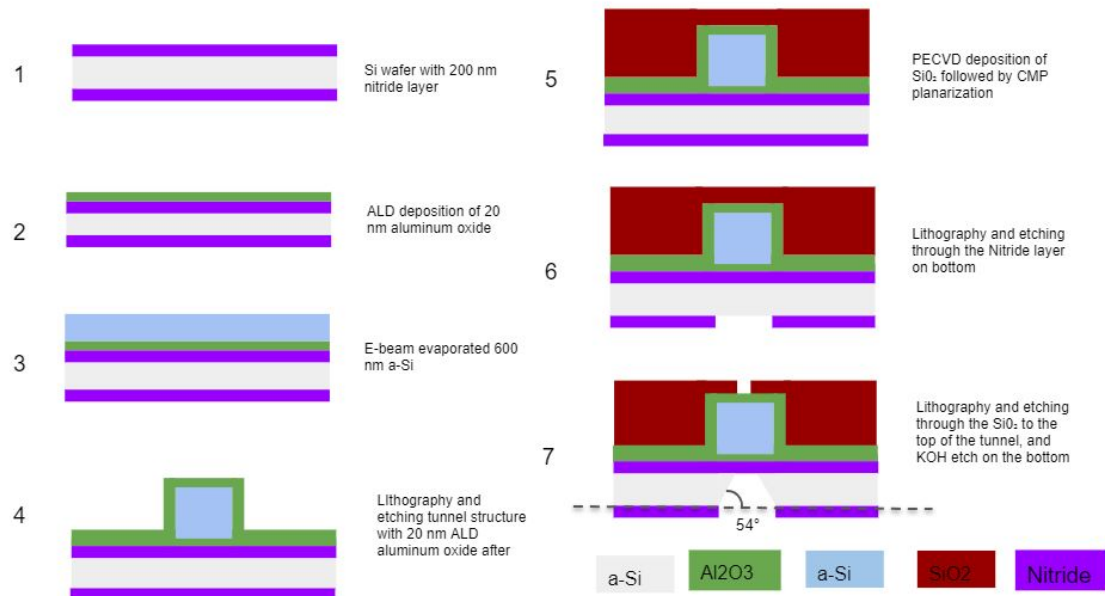 1
Si wafer with 200 nm
nitride layer
2
ALD deposition of 20
nm aluminum oxide
3
E-beam evaporated 600
nm a-Si
4
LIthography and
etching tunnel structure
with 20 nm ALD
aluminum oxide after
5
PECVD deposition of
Si0₂ followed by CMP
planarization
6
Lithography and etching
through the Nitride layer
on bottom
7
Lithography and etching
through the Si0₂ to the
top of the tunnel, and
KOH etch on the bottom
54°
a-Si
Al2O3
a-Si
SiO2
Nitride